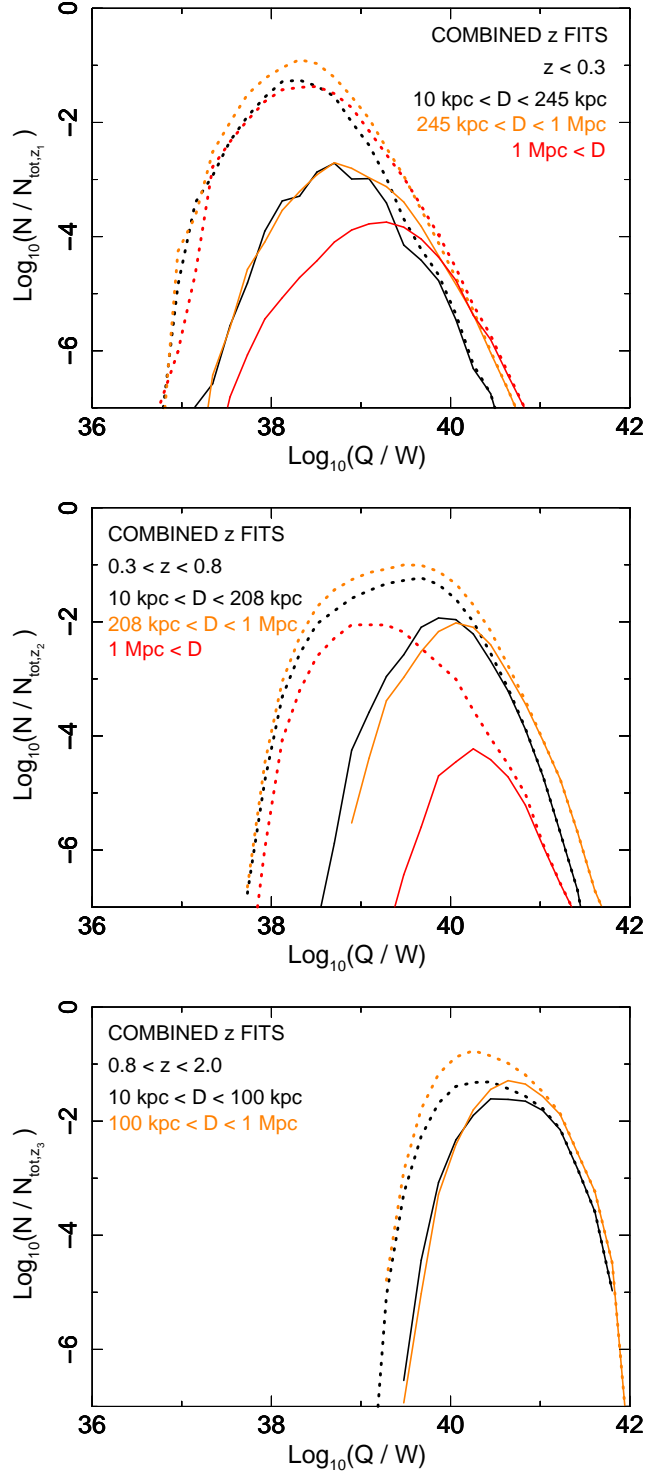 COMBINED z FITS
z < 0.3
10 kpc < D < 245 kpc
245 kpc < D < 1 Mpc
1 Mpc < D
Log₁₀(N / N_tot,z₁)
-2
-4
-6
36 38 40 42
Log₁₀(Q / W)
0
COMBINED z FITS
0.3 < z < 0.8
10 kpc < D < 208 kpc
208 kpc < D < 1 Mpc
1 Mpc < D
Log₁₀(N / N_tot,z₂)
-2
-4
-6
36 38 40 42
Log₁₀(Q / W)
0
COMBINED z FITS
0.8 < z < 2.0
10 kpc < D < 100 kpc
100 kpc < D < 1 Mpc
Log₁₀(N / N_tot,z₃)
-2
-4
-6
36 38 40 42
Log₁₀(Q / W)